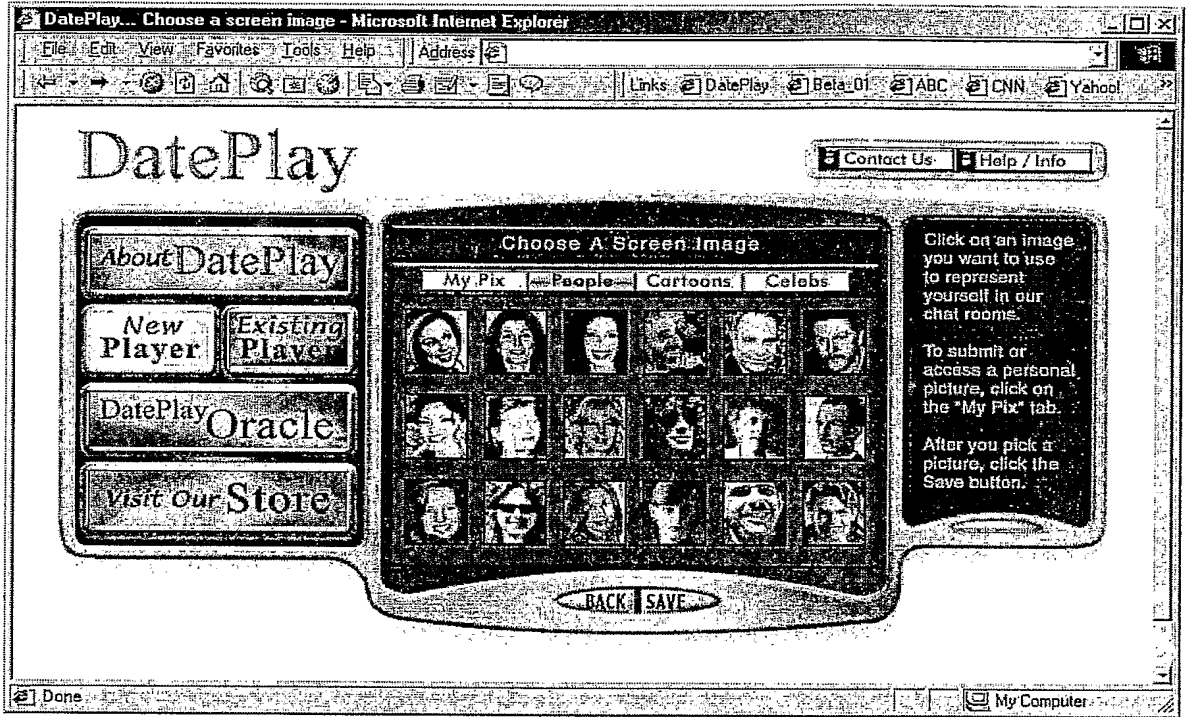 DatePlay... Choose a screen image - Microsoft Internet Explorer
File Edit View Favorites Tools Help Address
Links DatePlay Beta_01 ABC CNN Yahoo!
DatePlay
Contact Us Help / Info
About DatePlay
New Player
Existing Player
DatePlay Oracle
Visit Our Store
Choose A Screen Image
My Pix People Cartoons Celebs
BACK SAVE
Click on an image
you want to use
to represent
yourself in our
chat rooms.
To submit or
access a personal
picture, click on
the "My Pix" tab.
After you pick a
picture, click the
Save button.
Done My Computer